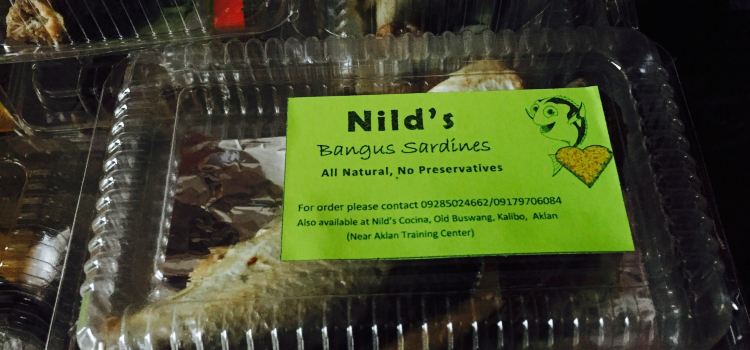 Nild's
Bangus Sardines
All Natural, No Preservatives
For order please contact 09285024662/09179706084
Also available at Nild's Cocina, Old Buswang, Kalibo, Aklan
(Near Aklan Training Center)